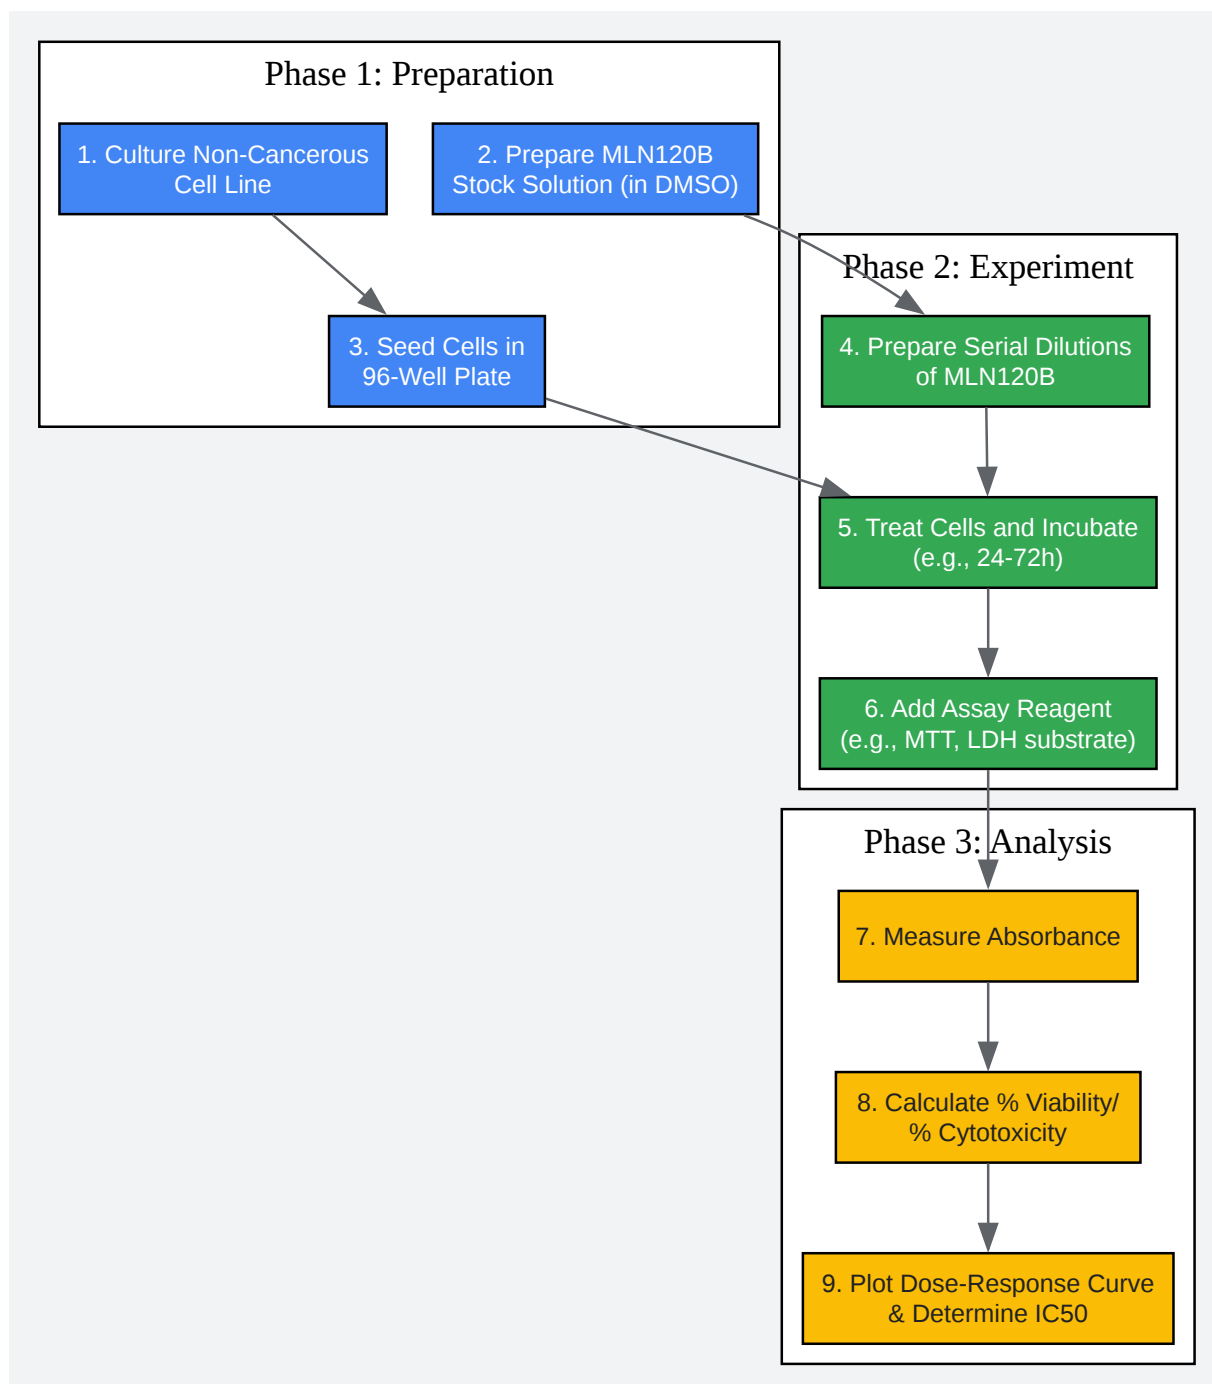 Phase 1: Preparation
1. Culture Non-Cancerous
Cell Line
2. Prepare MLN120B
Stock Solution (in DMSO)
3. Seed Cells in
96-Well Plate
Phase 2: Experiment
4. Prepare Serial Dilutions
of MLN120B
5. Treat Cells and Incubate
(e.g., 24-72h)
6. Add Assay Reagent
(e.g., MTT, LDH substrate)
Phase 3: Analysis
7. Measure Absorbance
8. Calculate % Viability/
% Cytotoxicity
9. Plot Dose-Response Curve
& Determine IC50